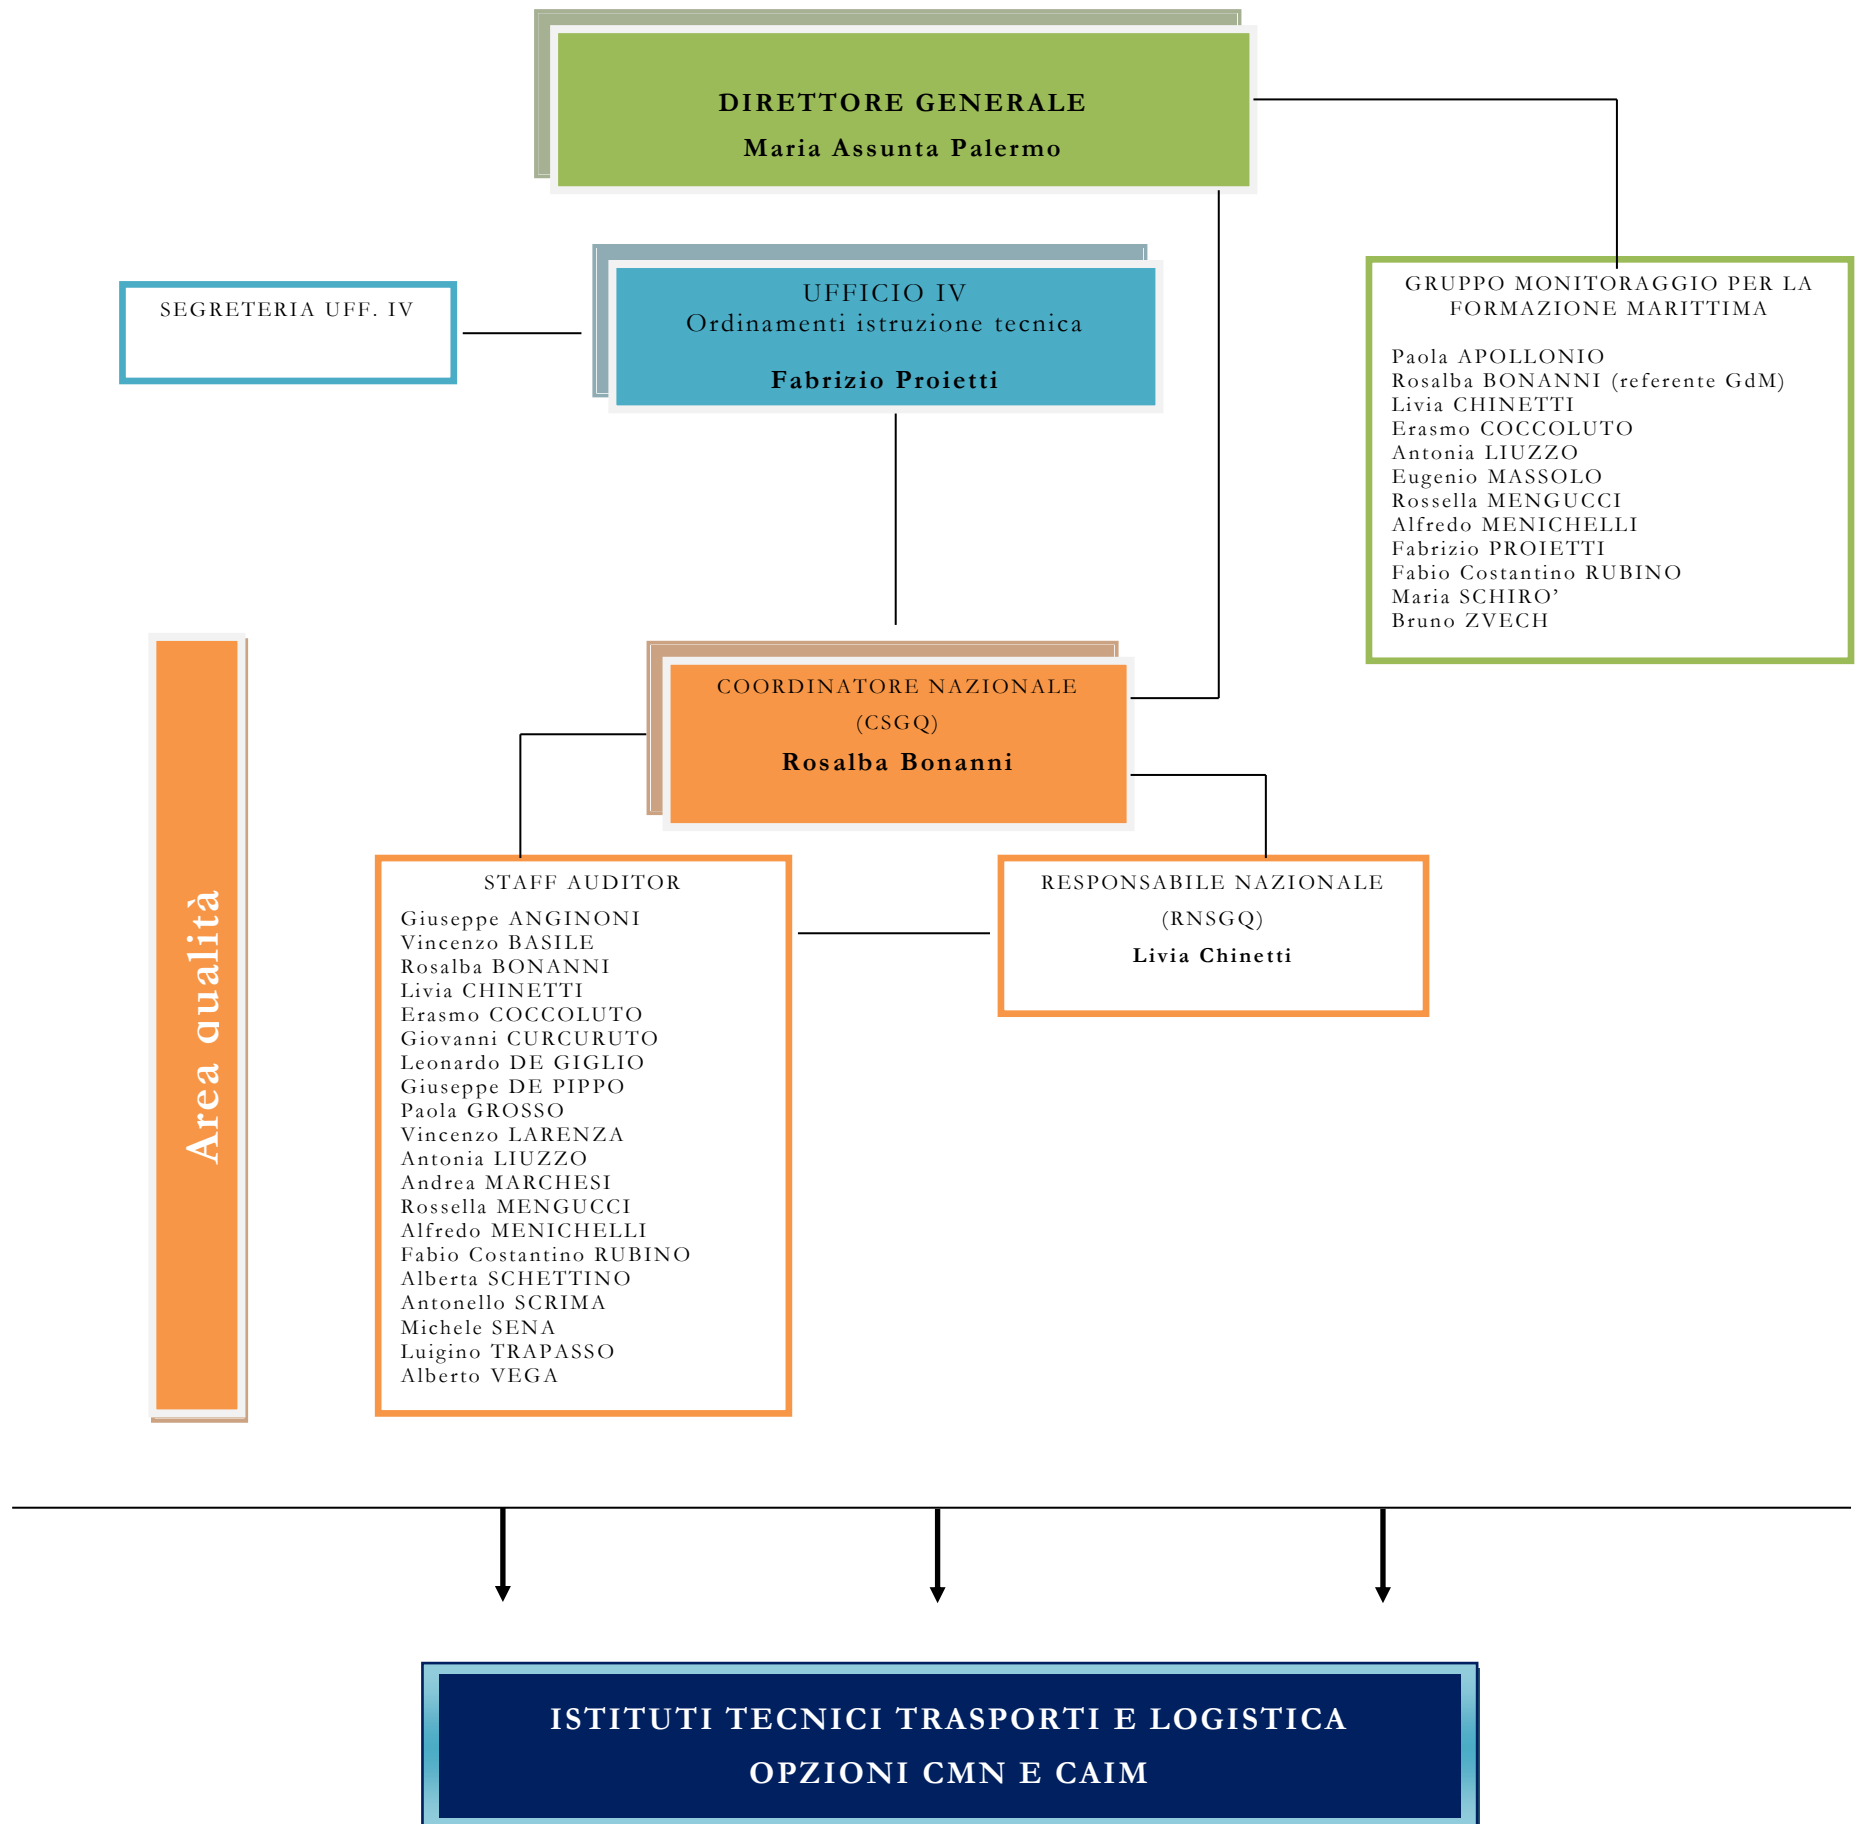 DIRETTORE GENERALE
Maria Assunta Palermo
SEGRETERIA UFF. IV
UFFICIO IV
Ordinamenti istruzione tecnica
Fabrizio Proietti
GRUPPO MONITORAGGIO PER LA
FORMAZIONE MARITTIMA
Paola APOLLONIO
Rosalba BONANNI (referente GdM)
Livia CHINETTI
Erasmo COCCOLUTO
Antonia LIUZZO
Eugenio MASSOLO
Rossella MENGUCCI
Alfredo MENICHELLI
Fabrizio PROIETTI
Fabio Costantino RUBINO
Maria SCHIRO’
Bruno ZVECH
COORDINATORE NAZIONALE
(CSGQ)
Rosalba Bonanni
Area qualità
STAFF AUDITOR
Giuseppe ANGINONI
Vincenzo BASILE
Rosalba BONANNI
Livia CHINETTI
Erasmo COCCOLUTO
Giovanni CURCURUTO
Leonardo DE GIGLIO
Giuseppe DE PIPPO
Paola GROSSO
Vincenzo LARENZA
Antonia LIUZZO
Andrea MARCHESI
Rossella MENGUCCI
Alfredo MENICHELLI
Fabio Costantino RUBINO
Alberta SCHETTINO
Antonello SCRIMA
Michele SENA
Luigino TRAPASSO
Alberto VEGA
RESPONSABILE NAZIONALE
(RNSGQ)
Livia Chinetti
ISTITUTI TECNICI TRASPORTI E LOGISTICA
OPZIONI CMN E CAIM